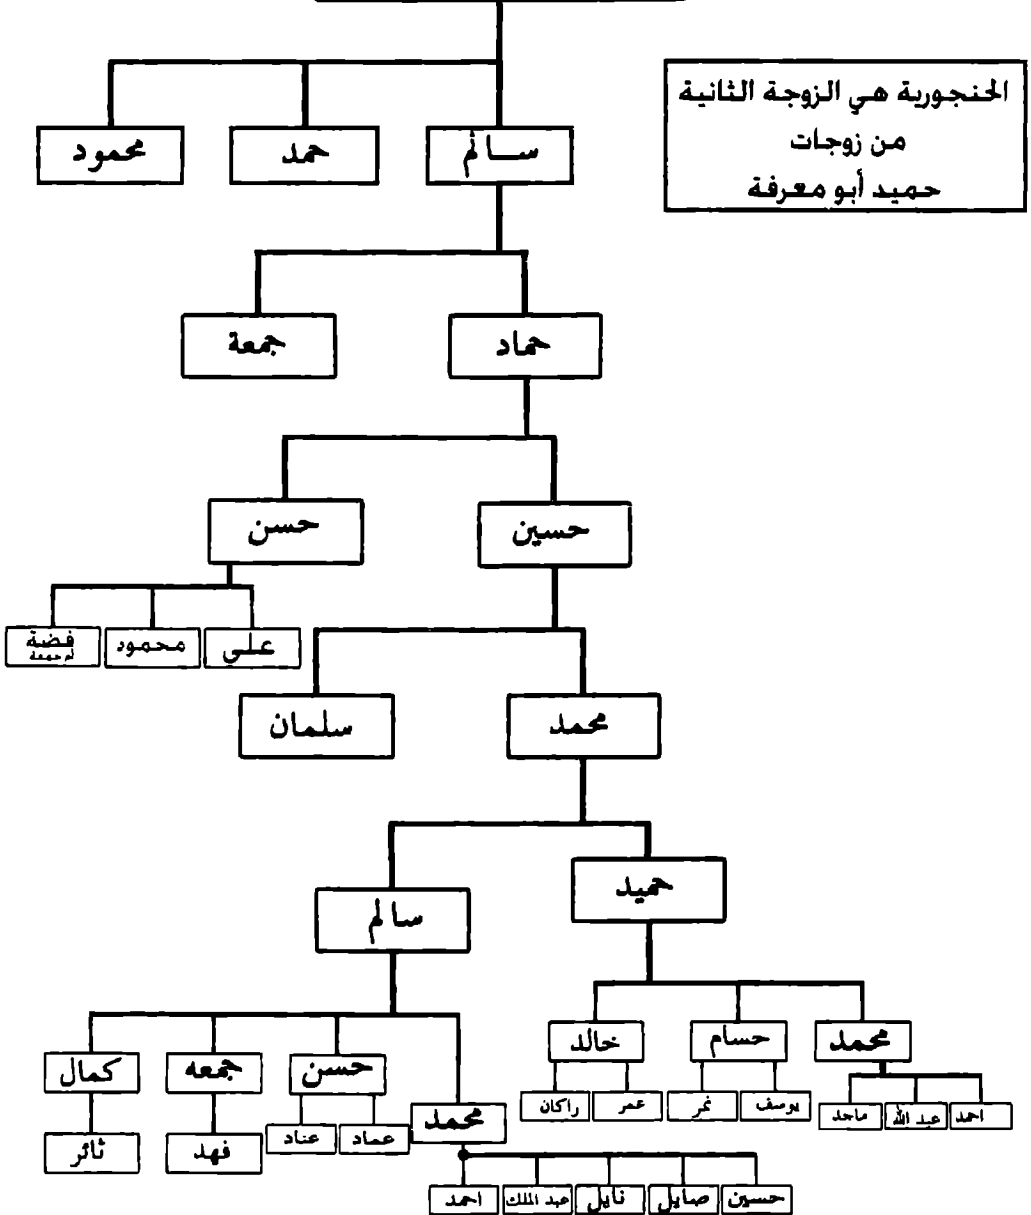 الحنجورية هي الزوجة الثانية
من زوجات
حميد أبو معرفة
سالم
حمد
محمود
حماد
جمعة
حسين
حسن
علي
محمود
فضة
ام جمعة
محمد
سلمان
حميد
سالم
محمد
حسام
خالد
احمد
عبد الله
ماجد
يوسف
نمر
عمر
راكان
محمد
حسن
جمعه
كمال
عماد
عناد
فهد
ثائر
حسين
صايل
نايل
عبد الملك
احمد